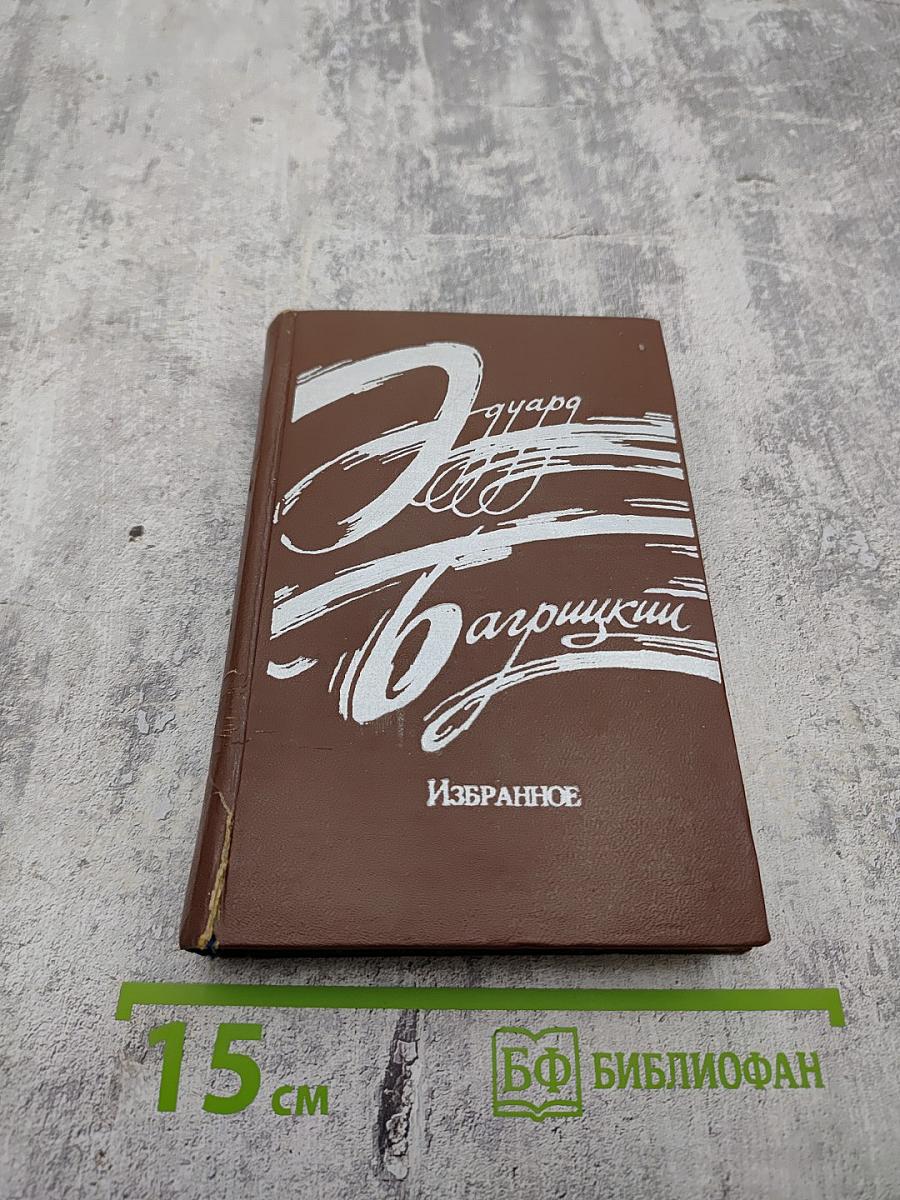 Эдуард
Багрицкий
ИЗБРАННОЕ
15 см
БФ БИБЛИОФАН